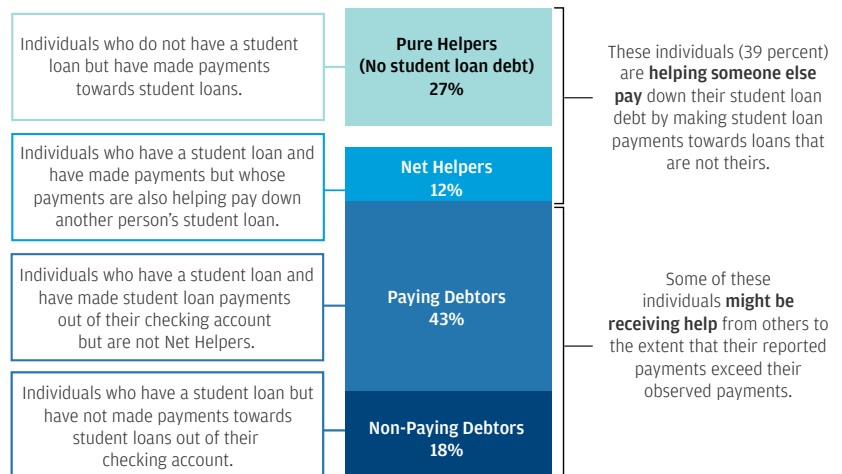 Individuals who do not have a student
loan but have made payments
towards student loans.
Pure Helpers
(No student loan debt)
27%
These individuals (39 percent)
are helping someone else
pay down their student loan
debt by making student loan
payments towards loans that
are not theirs.
Individuals who have a student loan and
have made payments but whose
payments are also helping pay down
another person's student loan.
Net Helpers
12%
Individuals who have a student loan and
have made student loan payments
out of their checking account
but are not Net Helpers.
Paying Debtors
43%
Some of these
individuals might be
receiving help from others to
the extent that their reported
payments exceed their
observed payments.
Individuals who have a student loan but
have not made payments towards
student loans out of their
checking account.
Non-Paying Debtors
18%